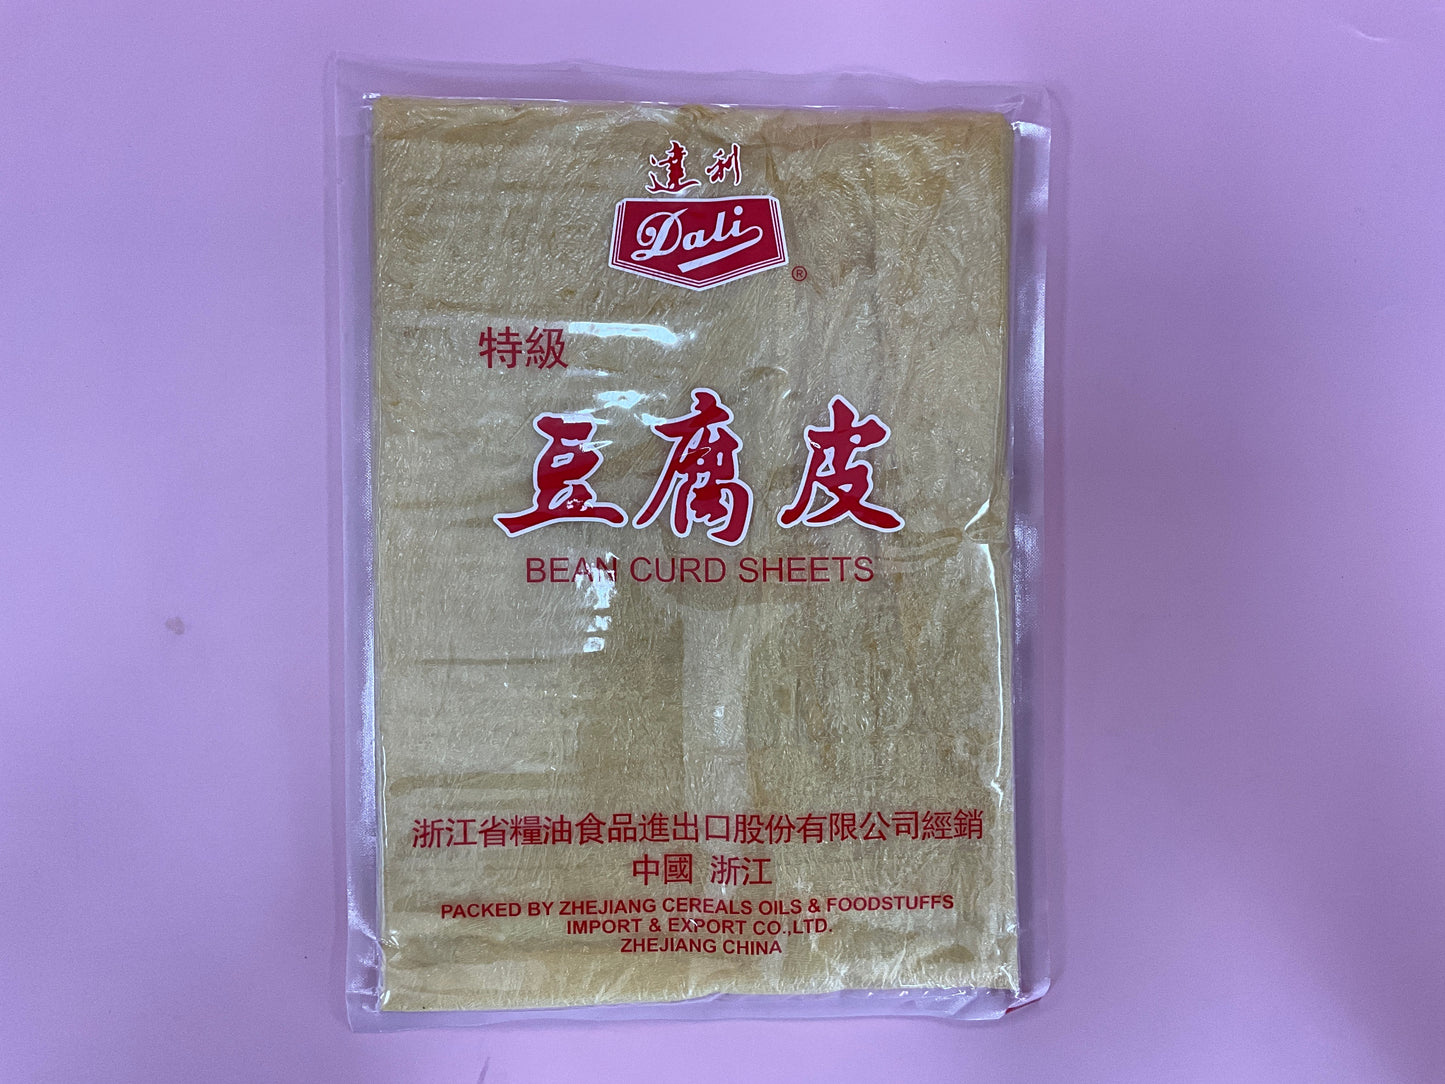 達利
Dali
®
特級
豆腐皮
BEAN CURD SHEETS
浙江省糧油食品進出口股份有限公司經銷
中國 浙江
PACKED BY ZHEJIANG CEREALS OILS & FOODSTUFFS
IMPORT & EXPORT CO.,LTD.
ZHEJIANG CHINA